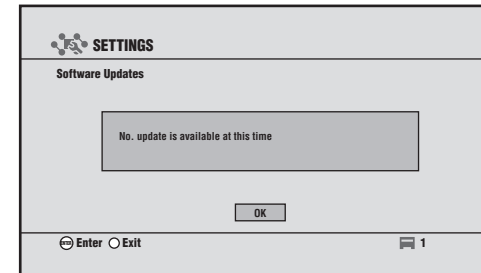 SETTINGS
Software Updates
No. update is available at this time
OK
Enter Exit
1